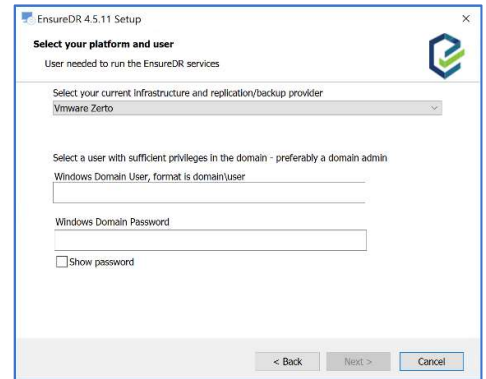 EnsureDR 4.5.11 Setup
Select your platform and user
User needed to run the EnsureDR services
Select your current infrastructure and replication/backup provider
Vmware Zerto
Select a user with sufficient privileges in the domain - preferably a domain admin
Windows Domain User, format is domain\user
Windows Domain Password
Show password
< Back Next > Cancel